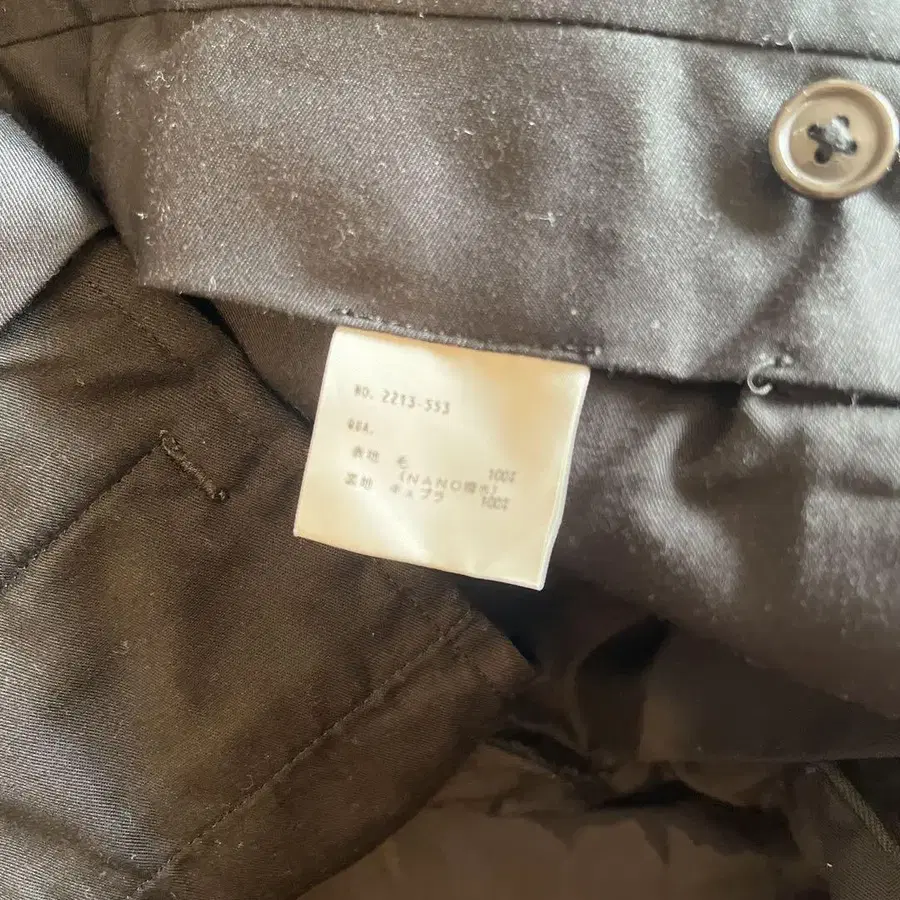 NO. 2213-553
QUA.
表地 毛 100%
(NANO撥水)
裏地 キュプラ 100%